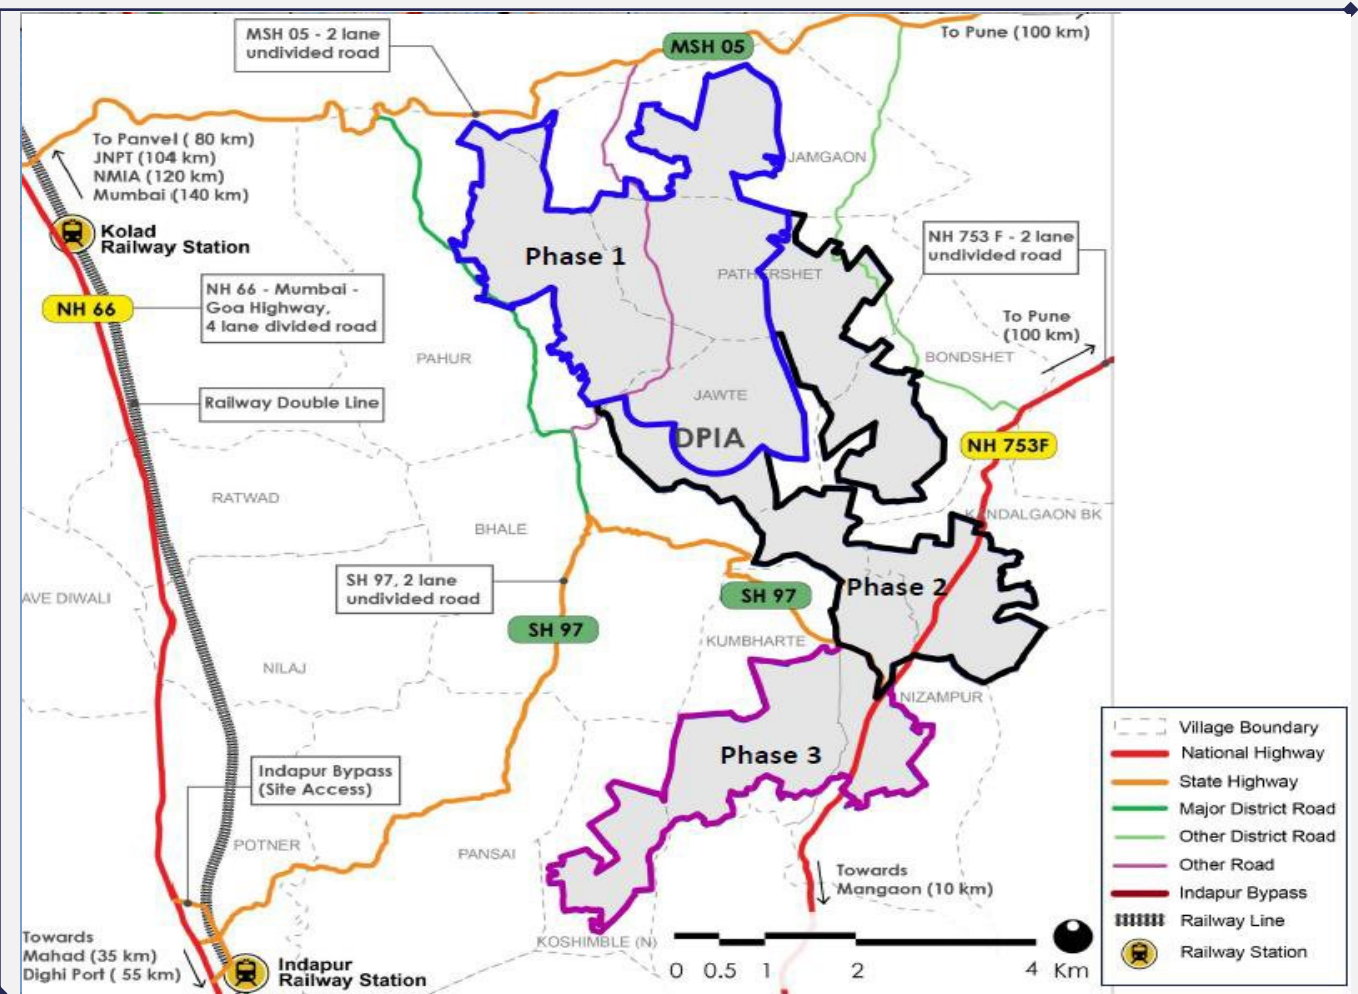 MSH 05 - 2 lane
undivided road
MSH 05
To Pune (100 km)
To Panvel ( 80 km)
JNPT (104 km)
NMIA (120 km)
Mumbai (140 km)
JAMGAON
Kolad
Railway Station
Phase 1
PATHERSHET
NH 753 F - 2 lane
undivided road
NH 66
NH 66 - Mumbai -
Goa Highway,
4 lane divided road
To Pune
(100 km)
PAHUR
BONDSHET
Railway Double Line
JAWTE
DPIA
NH 753F
RATWAD
BHALE
KANDALGAON BK
SH 97, 2 lane
undivided road
AVE DIWALI
SH 97
Phase 2
SH 97
KUMBHARTE
NILAJ
NIZAMPUR
Phase 3
Indapur Bypass
(Site Access)
POTNER
PANSAI
Towards
Mangaon (10 km)
KOSHIMBLE (N)
Towards
Mahad (35 km)
Dighi Port ( 55 km)
Indapur
Railway Station
0 0.5 1 2 4 Km
Village Boundary
National Highway
State Highway
Major District Road
Other District Road
Other Road
Indapur Bypass
Railway Line
Railway Station